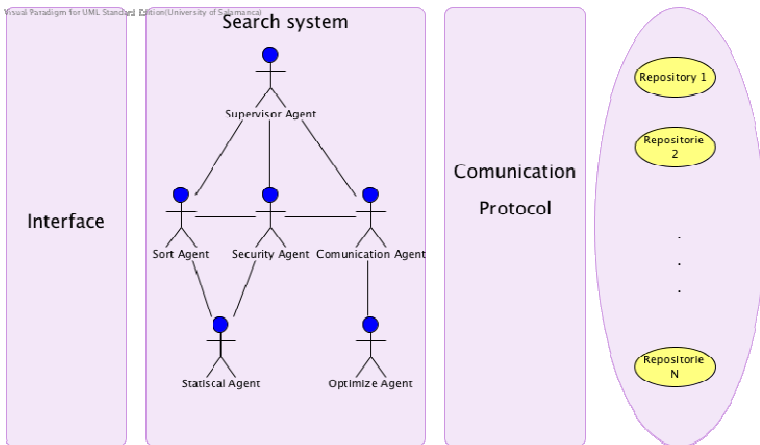 Visual Paradigm for UML Standard Edition(University of Salamanca)
Search system
Supervisor Agent
Interface
Sort Agent
Security Agent
Comunication Agent
Statiscal Agent
Optimize Agent
Comunication
Protocol
Repository 1
Repositorie
2
.
.
.
Repositorie
N